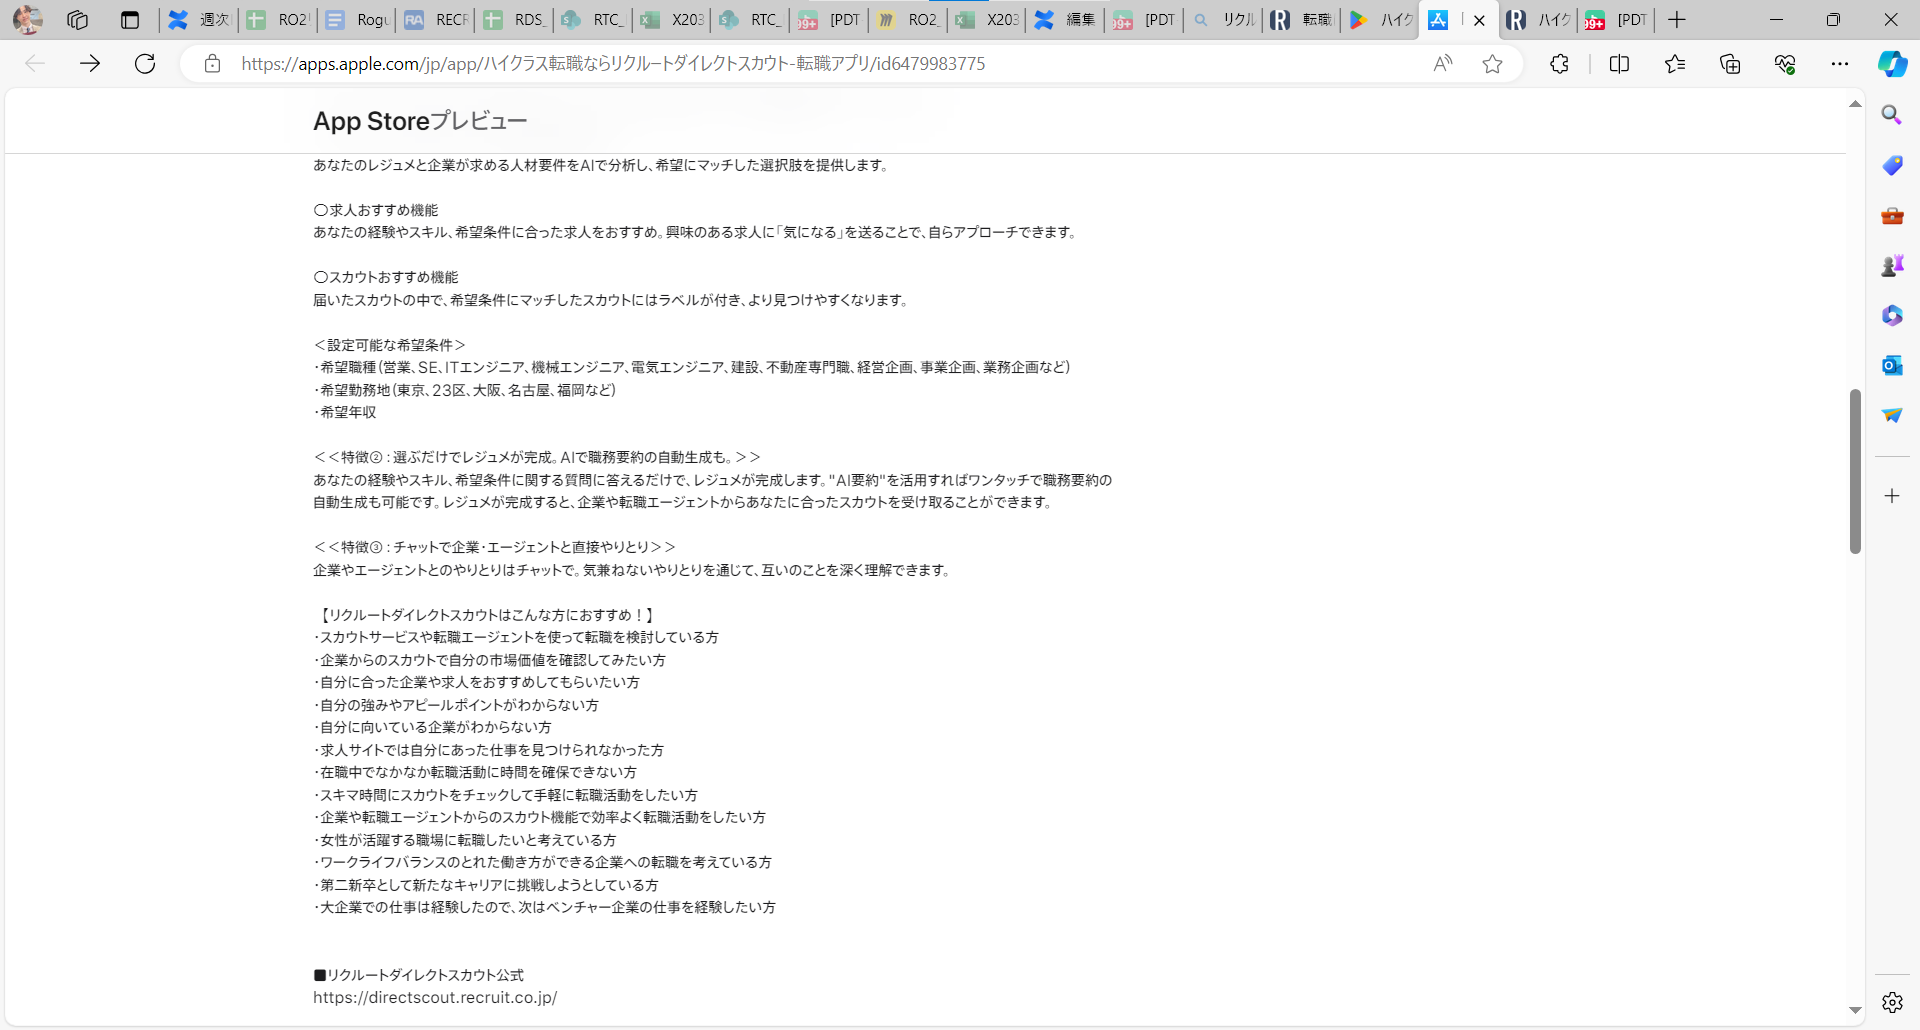 週次
RO2
Rogu
RECR
RDS_
RTC_
X203
RTC_
[PDT
RO2_
X203
編集
[PDT
リクル
転職
ハイク
ハイク
[PDT
https://apps.apple.com/jp/app/ハイクラス転職ならリクルートダイレクトスカウト-転職アプリ/id6479983775
App Storeプレビュー
あなたのレジュメと企業が求める人材要件をAIで分析し、希望にマッチした選択肢を提供します。
〇求人おすすめ機能
あなたの経験やスキル、希望条件に合った求人をおすすめ。興味のある求人に「気になる」を送ることで、自らアプローチできます。
〇スカウトおすすめ機能
届いたスカウトの中で、希望条件にマッチしたスカウトにはラベルが付き、より見つけやすくなります。
＜設定可能な希望条件＞
・希望職種（営業、SE、ITエンジニア、機械エンジニア、電気エンジニア、建設、不動産専門職、経営企画、事業企画、業務企画など）
・希望勤務地（東京、23区、大阪、名古屋、福岡など）
・希望年収
＜＜特徴②：選ぶだけでレジュメが完成。AIで職務要約の自動生成も。＞＞
あなたの経験やスキル、希望条件に関する質問に答えるだけで、レジュメが完成します。"AI要約"を活用すればワンタッチで職務要約の
自動生成も可能です。レジュメが完成すると、企業や転職エージェントからあなたに合ったスカウトを受け取ることができます。
＜＜特徴③：チャットで企業・エージェントと直接やりとり＞＞
企業やエージェントとのやりとりはチャットで。気兼ねないやりとりを通じて、互いのことを深く理解できます。
【リクルートダイレクトスカウトはこんな方におすすめ！】
・スカウトサービスや転職エージェントを使って転職を検討している方
・企業からのスカウトで自分の市場価値を確認してみたい方
・自分に合った企業や求人をおすすめしてもらいたい方
・自分の強みやアピールポイントがわからない方
・自分に向いている企業がわからない方
・求人サイトでは自分にあった仕事を見つけられなかった方
・在職中でなかなか転職活動に時間を確保できない方
・スキマ時間にスカウトをチェックして手軽に転職活動をしたい方
・企業や転職エージェントからのスカウト機能で効率よく転職活動をしたい方
・女性が活躍する職場に転職したいと考えている方
・ワークライフバランスのとれた働き方ができる企業への転職を考えている方
・第二新卒として新たなキャリアに挑戦しようとしている方
・大企業での仕事は経験したので、次はベンチャー企業の仕事を経験したい方
■リクルートダイレクトスカウト公式
https://directscout.recruit.co.jp/